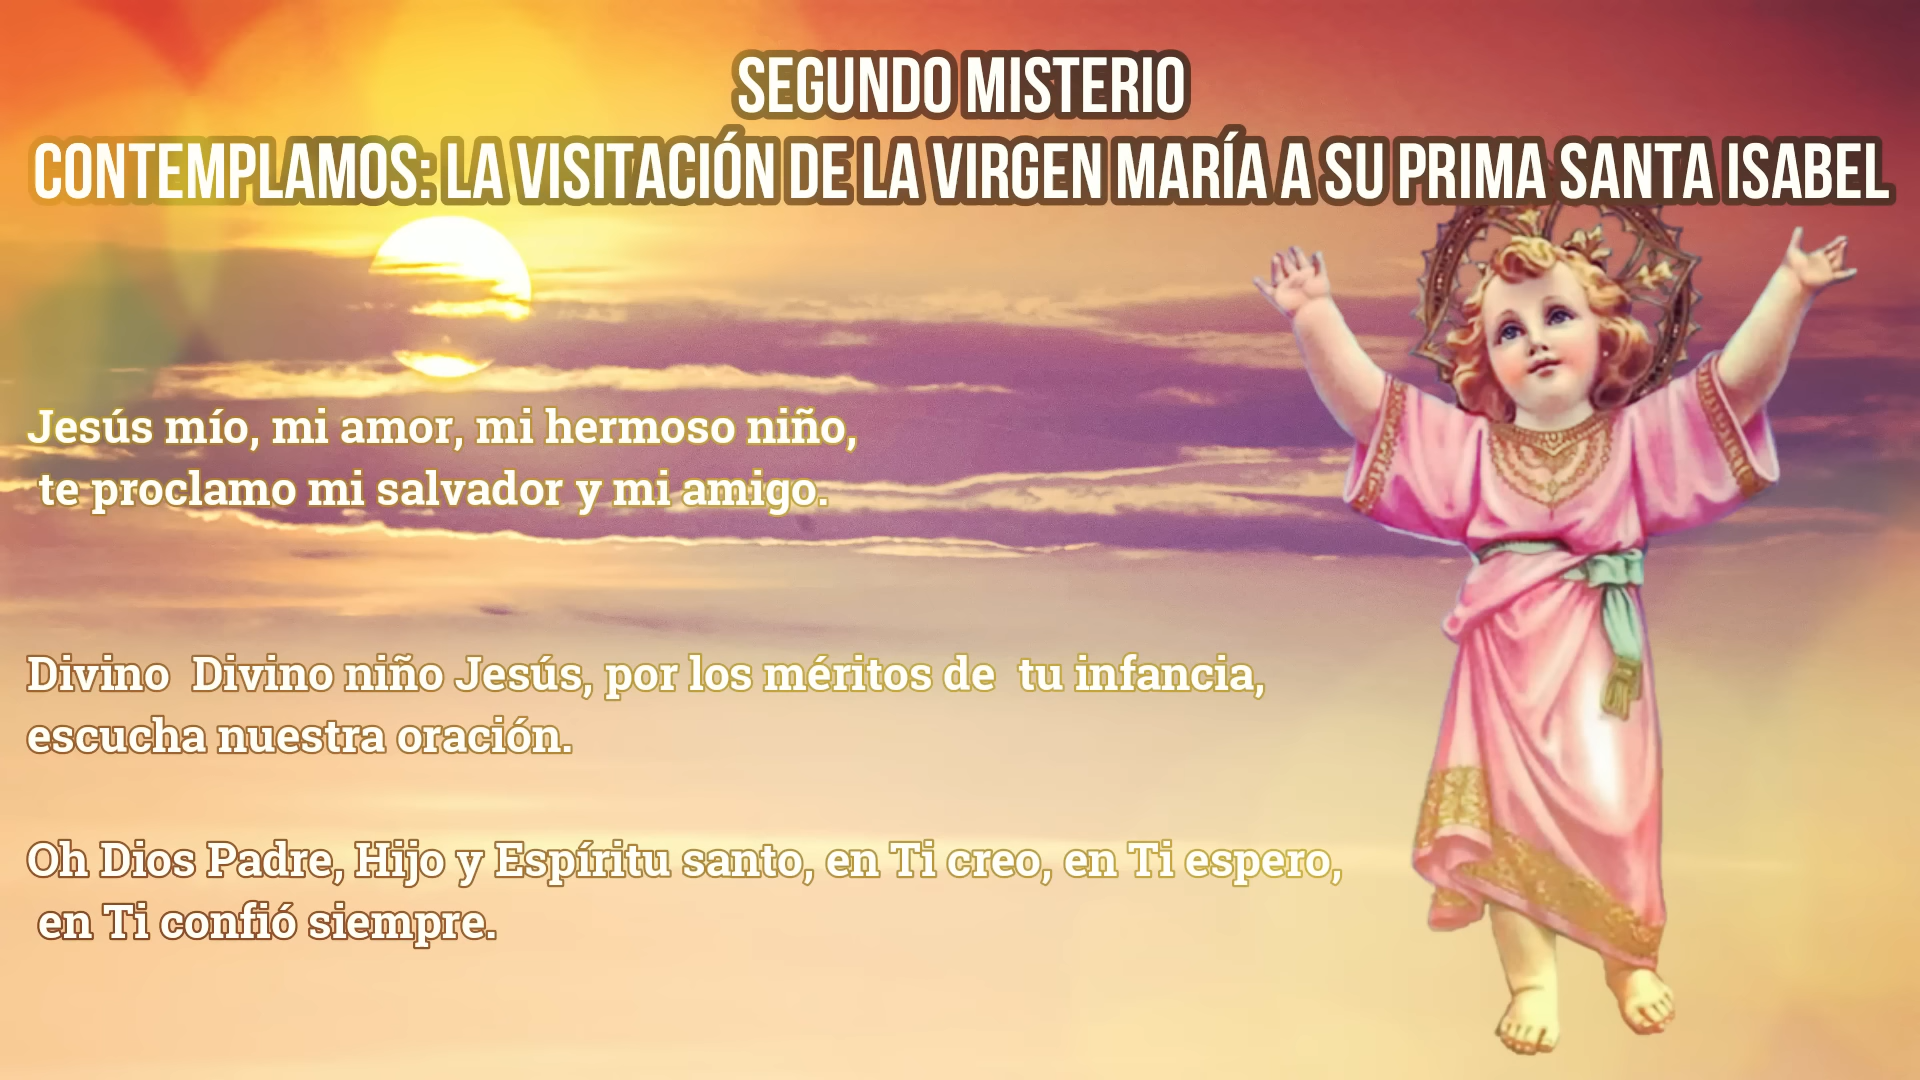 SEGUNDO MISTERIO
CONTEMPLAMOS: LA VISITACIÓN DE LA VIRGEN MARÍA A SU PRIMA SANTA ISABEL
Jesús mío, mi amor, mi hermoso niño,
te proclamo mi salvador y mi amigo.
Divino  Divino niño Jesús, por los méritos de  tu infancia,
escucha nuestra oración.
Oh Dios Padre, Hijo y Espíritu santo, en Ti creo, en Ti espero,
en Ti confió siempre.